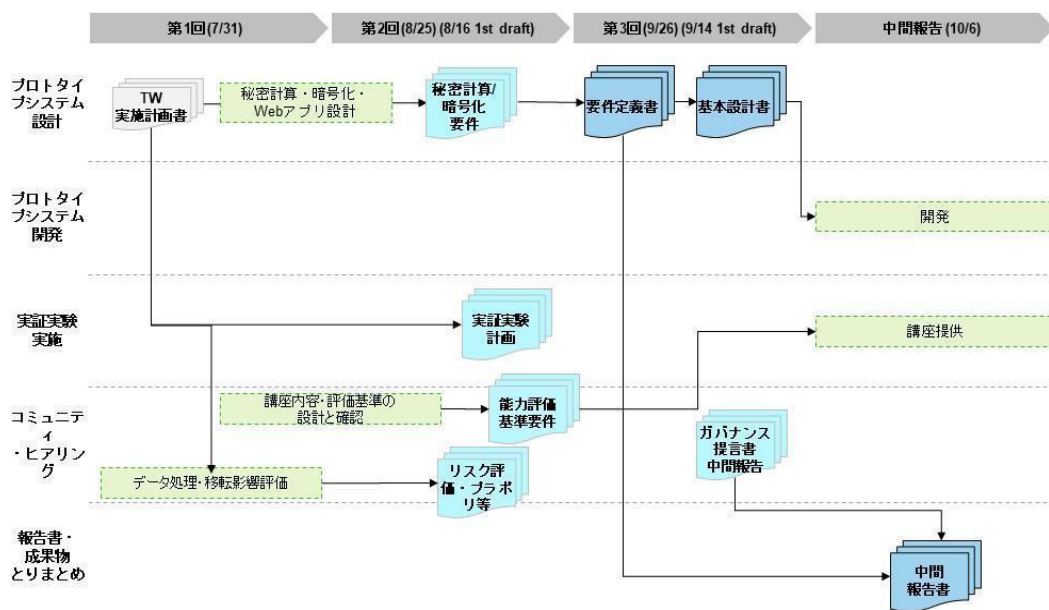 第1回(7/31)
第2回(8/25) (8/16 1st draft)
第3回(9/26) (9/14 1st draft)
中間報告 (10/6)
プロトタイ
プシステム
設計
TW
実施計画書
秘密計算・暗号化・
Webアプリ設計
秘密計算/
暗号化
要件
要件定義書
基本設計書
プロトタイ
プシステム
開発
開発
実証実験
実施
実証実験
計画
講座提供
コミュニテ
ィ
・ヒアリング
講座内容・評価基準の
設計と確認
能力評価
基準要件
ガバナンス
提言書
中間報告
データ処理・移転影響評価
リスク評
価・プラポ
リ等
報告書・
成果物
とりまとめ
中間
報告書